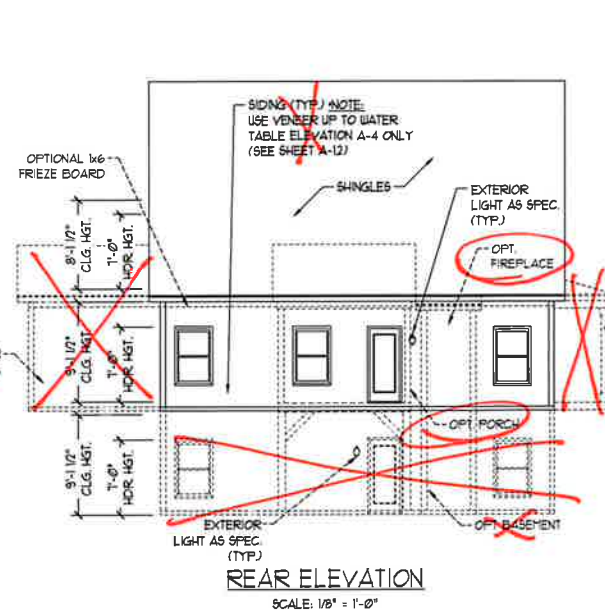 SIDING (TYP.) NOTE:
USE VENEER UP TO WATER
TABLE ELEVATION A-4 ONLY
(SEE SHEET A-12)
OPTIONAL 1x6
FRIEZE BOARD
SHINGLES
EXTERIOR
LIGHT AS SPEC.
(TYP.)
OPT.
FIREPLACE
8'-1 1/2"
CLG. HGT.
7'-0"
HDR. HGT.
9'-1 1/2"
CLG. HGT.
7'-0"
HDR. HGT.
OPT. PORCH
9'-1 1/2"
CLG. HGT.
7'-0"
HDR. HGT.
EXTERIOR
LIGHT AS SPEC.
(TYP.)
OPT BASEMENT
REAR ELEVATION
SCALE: 1/8" = 1'-0"